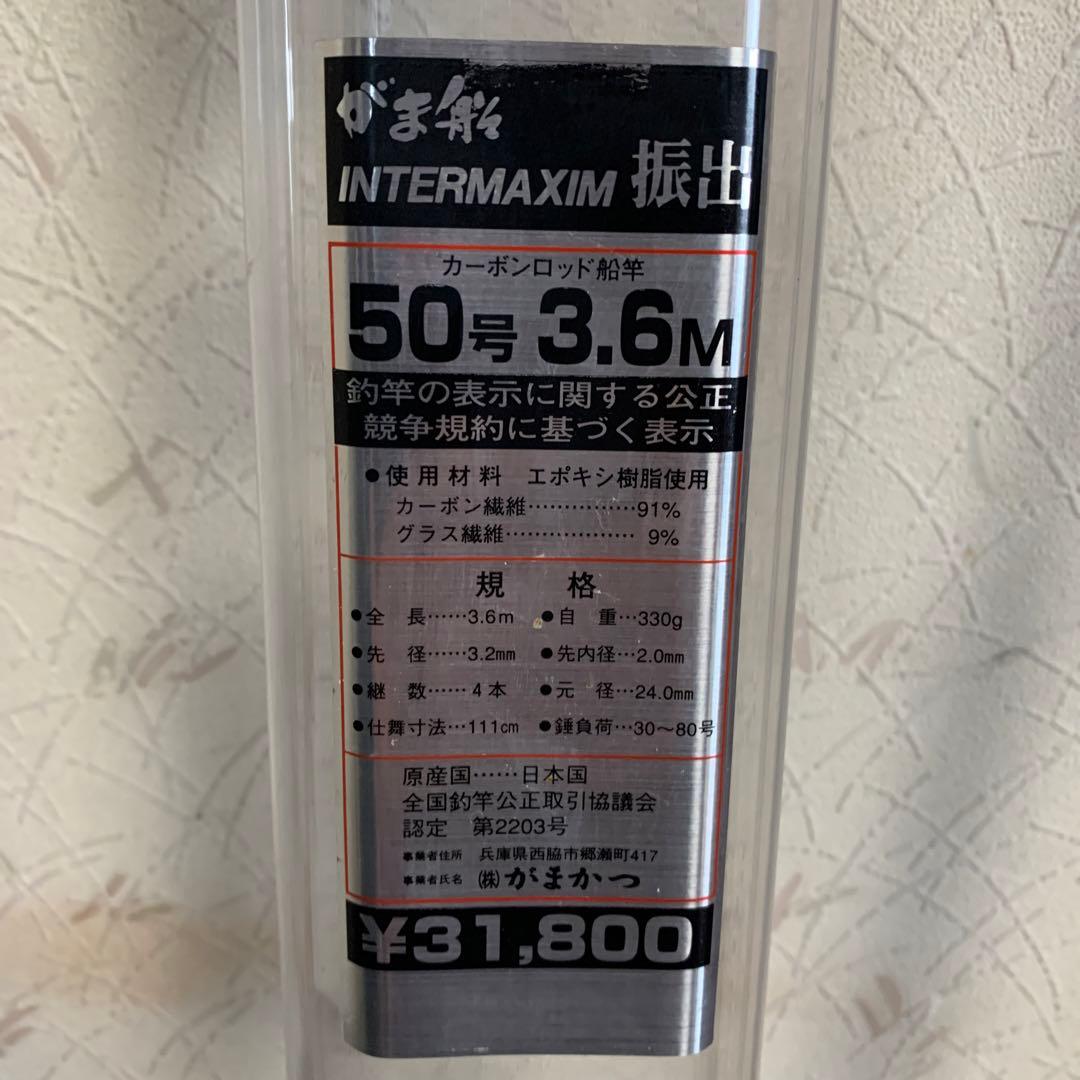 がま船
INTERMAXIM 振出
カーボンロッド船竿
50号 3.6M
釣竿の表示に関する公正
競争規約に基づく表示
●使用材料 エポキシ樹脂使用
カーボン繊維……………91%
グラス繊維……………… 9%
規 格
●全 長……3.6m ●自 重…330g
●先 径……3.2mm ●先内径…2.0mm
●継 数……4本 ●元 径…24.0mm
●仕舞寸法…111cm ●錘負荷…30〜80号
原産国……日本国
全国釣竿公正取引協議会
認定 第2203号
事業者住所 兵庫県西脇市郷瀬町417
事業者氏名 ㈱がまかつ
¥31,800